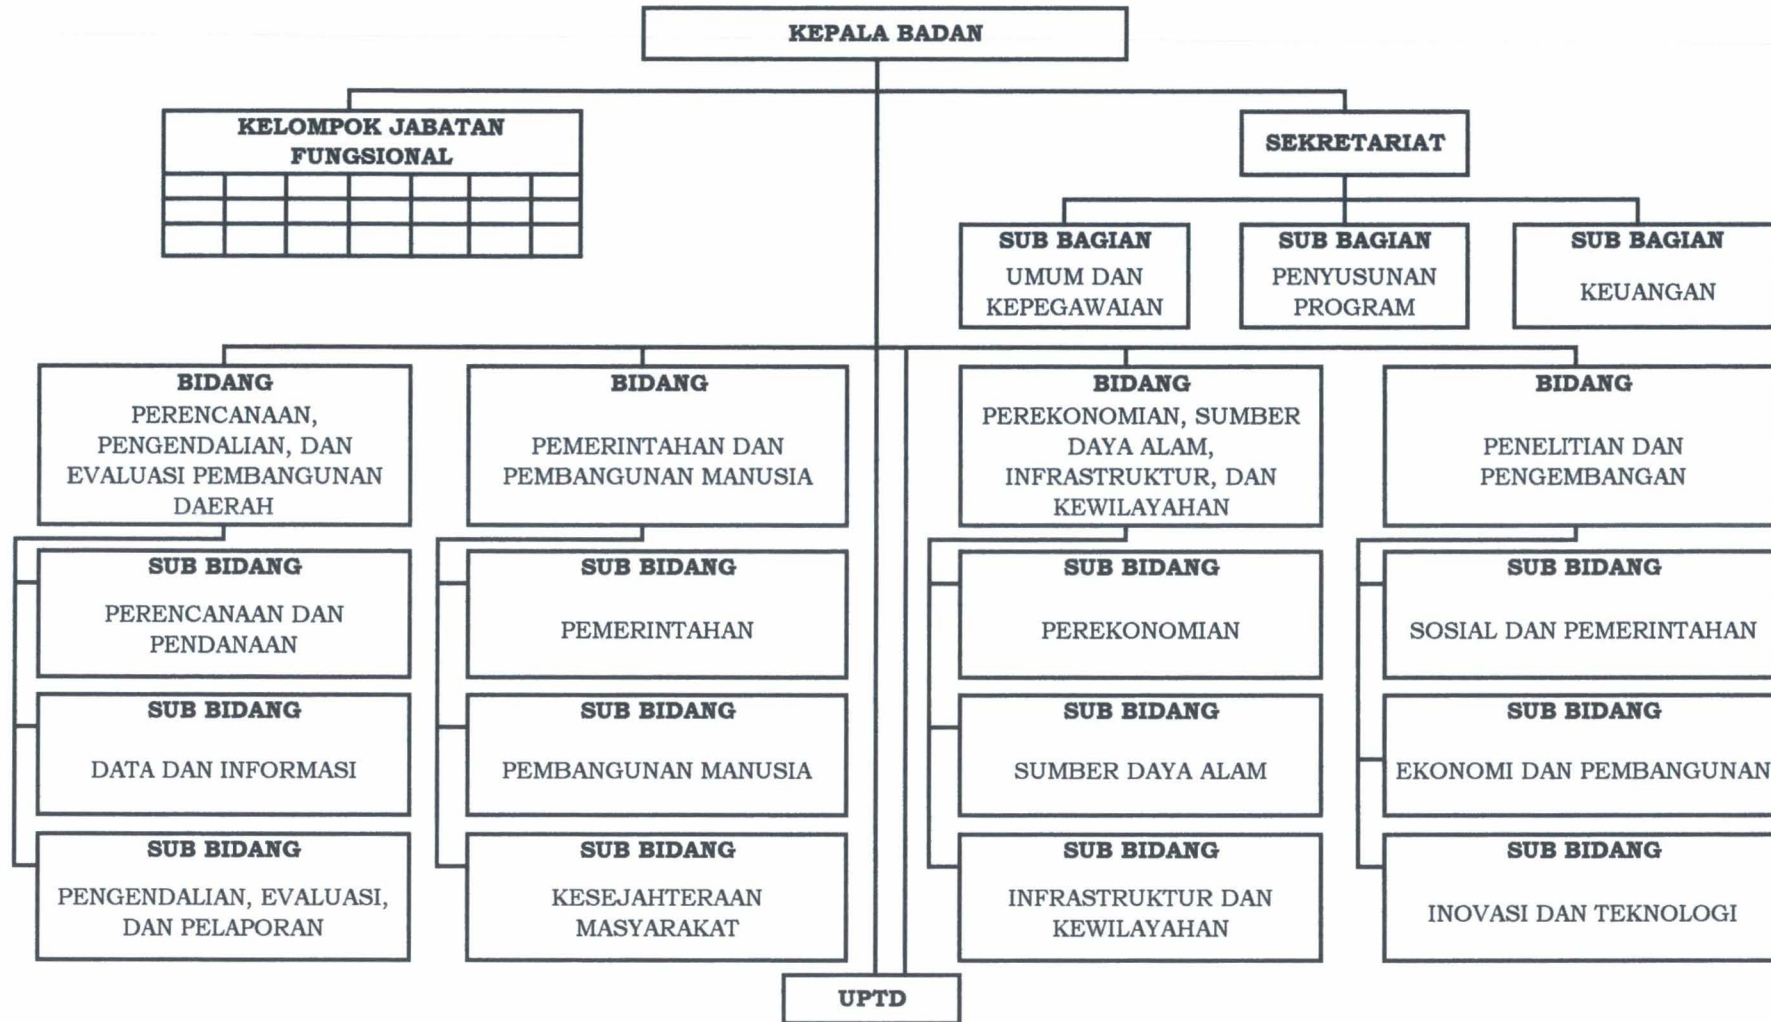 KEPALA BADAN
KELOMPOK JABATAN
FUNGSIONAL
SEKRETARIAT
SUB BAGIAN
UMUM DAN
KEPEGAWAIAN
SUB BAGIAN
PENYUSUNAN
PROGRAM
SUB BAGIAN
KEUANGAN
BIDANG
PERENCANAAN,
PENGENDALIAN, DAN
EVALUASI PEMBANGUNAN
DAERAH
BIDANG
PEMERINTAHAN DAN
PEMBANGUNAN MANUSIA
BIDANG
PEREKONOMIAN, SUMBER
DAYA ALAM,
INFRASTRUKTUR, DAN
KEWILAYAHAN
BIDANG
PENELITIAN DAN
PENGEMBANGAN
SUB BIDANG
PERENCANAAN DAN
PENDANAAN
SUB BIDANG
PEMERINTAHAN
SUB BIDANG
PEREKONOMIAN
SUB BIDANG
SOSIAL DAN PEMERINTAHAN
SUB BIDANG
DATA DAN INFORMASI
SUB BIDANG
PEMBANGUNAN MANUSIA
SUB BIDANG
SUMBER DAYA ALAM
SUB BIDANG
EKONOMI DAN PEMBANGUNAN
SUB BIDANG
PENGENDALIAN, EVALUASI,
DAN PELAPORAN
SUB BIDANG
KESEJAHTERAAN
MASYARAKAT
SUB BIDANG
INFRASTRUKTUR DAN
KEWILAYAHAN
SUB BIDANG
INOVASI DAN TEKNOLOGI
UPTD